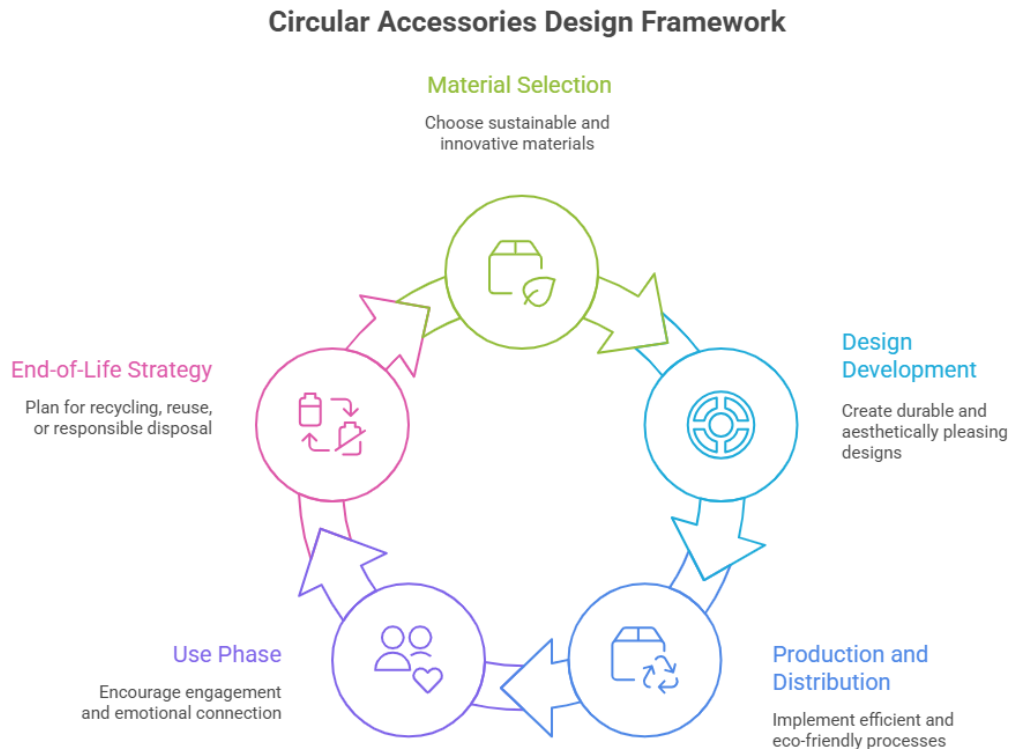 Circular Accessories Design Framework
Material Selection
Choose sustainable and
innovative materials
Design
Development
Create durable and
aesthetically pleasing
designs
Production and
Distribution
Implement efficient and
eco-friendly processes
Use Phase
Encourage engagement
and emotional connection
End-of-Life Strategy
Plan for recycling, reuse,
or responsible disposal